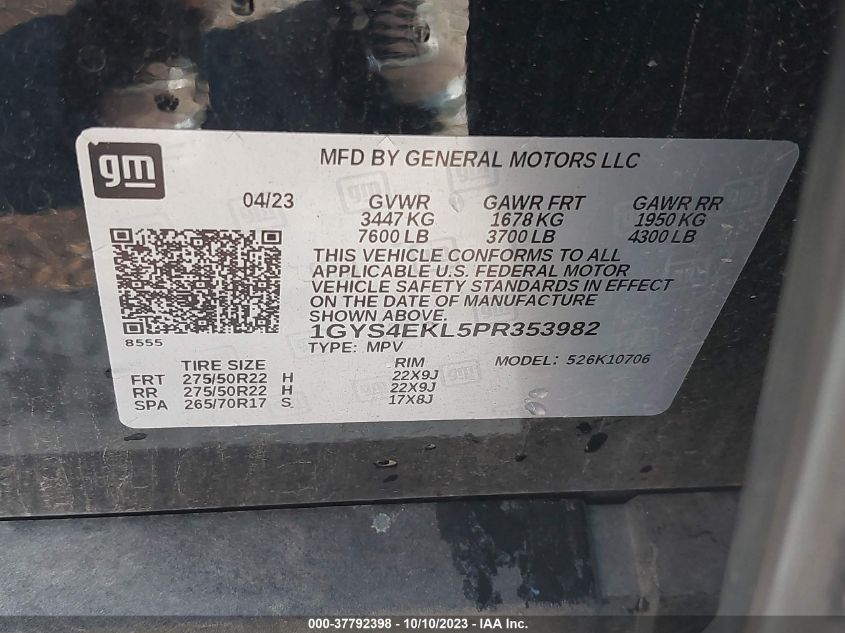 gm
MFD BY GENERAL MOTORS LLC
04/23 GVWR GAWR FRT GAWR RR
3447 KG 1678 KG 1950 KG
7600 LB 3700 LB 4300 LB
THIS VEHICLE CONFORMS TO ALL
APPLICABLE U.S. FEDERAL MOTOR
VEHICLE SAFETY STANDARDS IN EFFECT
ON THE DATE OF MANUFACTURE
SHOWN ABOVE.
1GYS4EKL5PR353982
8555
TYPE: MPV MODEL: 526K10706
TIRE SIZE RIM
FRT 275/50R22 H 22X9J
RR 275/50R22 H 22X9J
SPA 265/70R17 S 17X8J
000-37792398 - 10/10/2023 - IAA Inc.